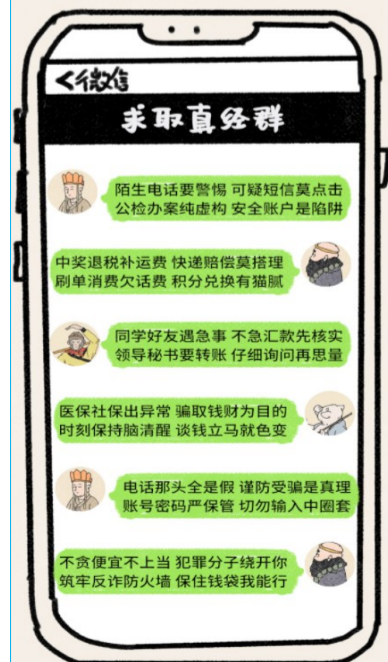 <微信
求取真经群
陌生电话要警惕 可疑短信莫点击
公检办案纯虚构 安全账户是陷阱
中奖退税补运费 快递赔偿莫搭理
刷单消费欠话费 积分兑换有猫腻
同学好友遇急事 不急汇款先核实
领导秘书要转账 仔细询问再思量
医保社保出异常 骗取钱财为目的
时刻保持脑清醒 谈钱立马就色变
电话那头全是假 谨防受骗是真理
账号密码严保管 切勿输入中圈套
不贪便宜不上当 犯罪分子绕开你
筑牢反诈防火墙 保住钱袋我能行